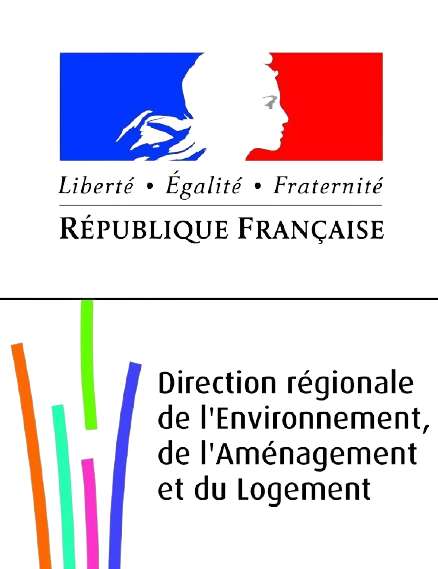 Liberté • Égalité • Fraternité
RÉPUBLIQUE FRANÇAISE
Direction régionale
de l'Environnement,
de l'Aménagement
et du Logement